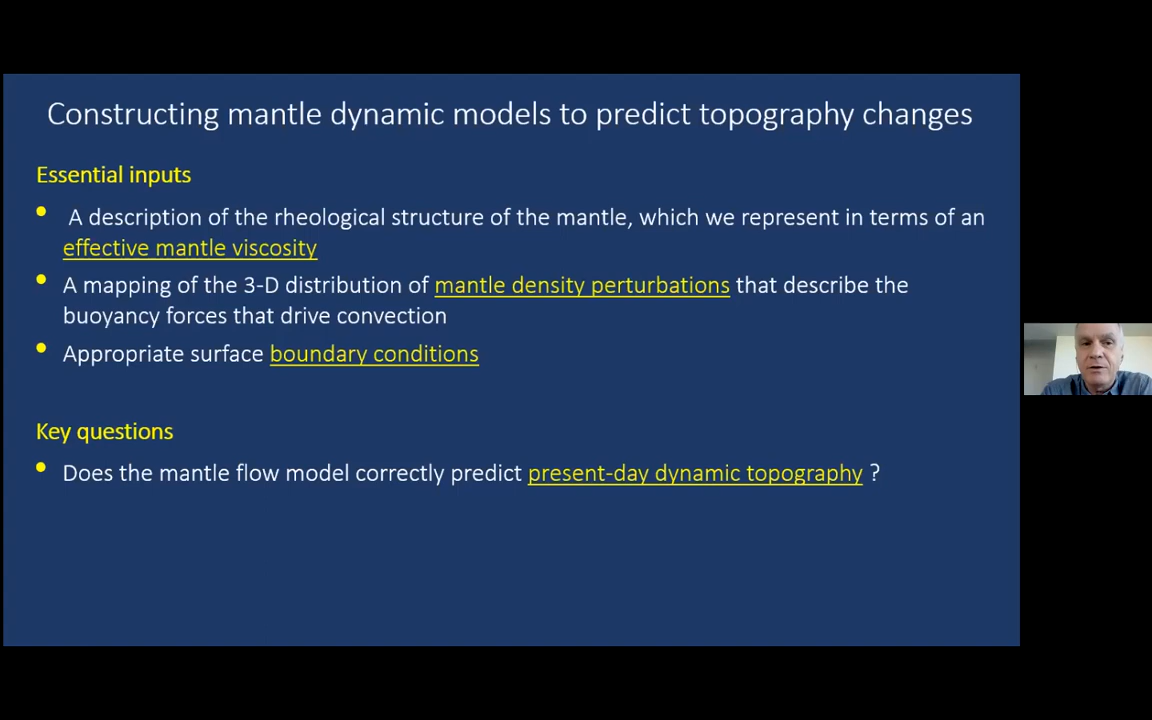 Constructing mantle dynamic models to predict topography changes
Essential inputs
• A description of the rheological structure of the mantle, which we represent in terms of an
effective mantle viscosity
• A mapping of the 3-D distribution of mantle density perturbations that describe the
buoyancy forces that drive convection
• Appropriate surface boundary conditions
Key questions
• Does the mantle flow model correctly predict present-day dynamic topography ?